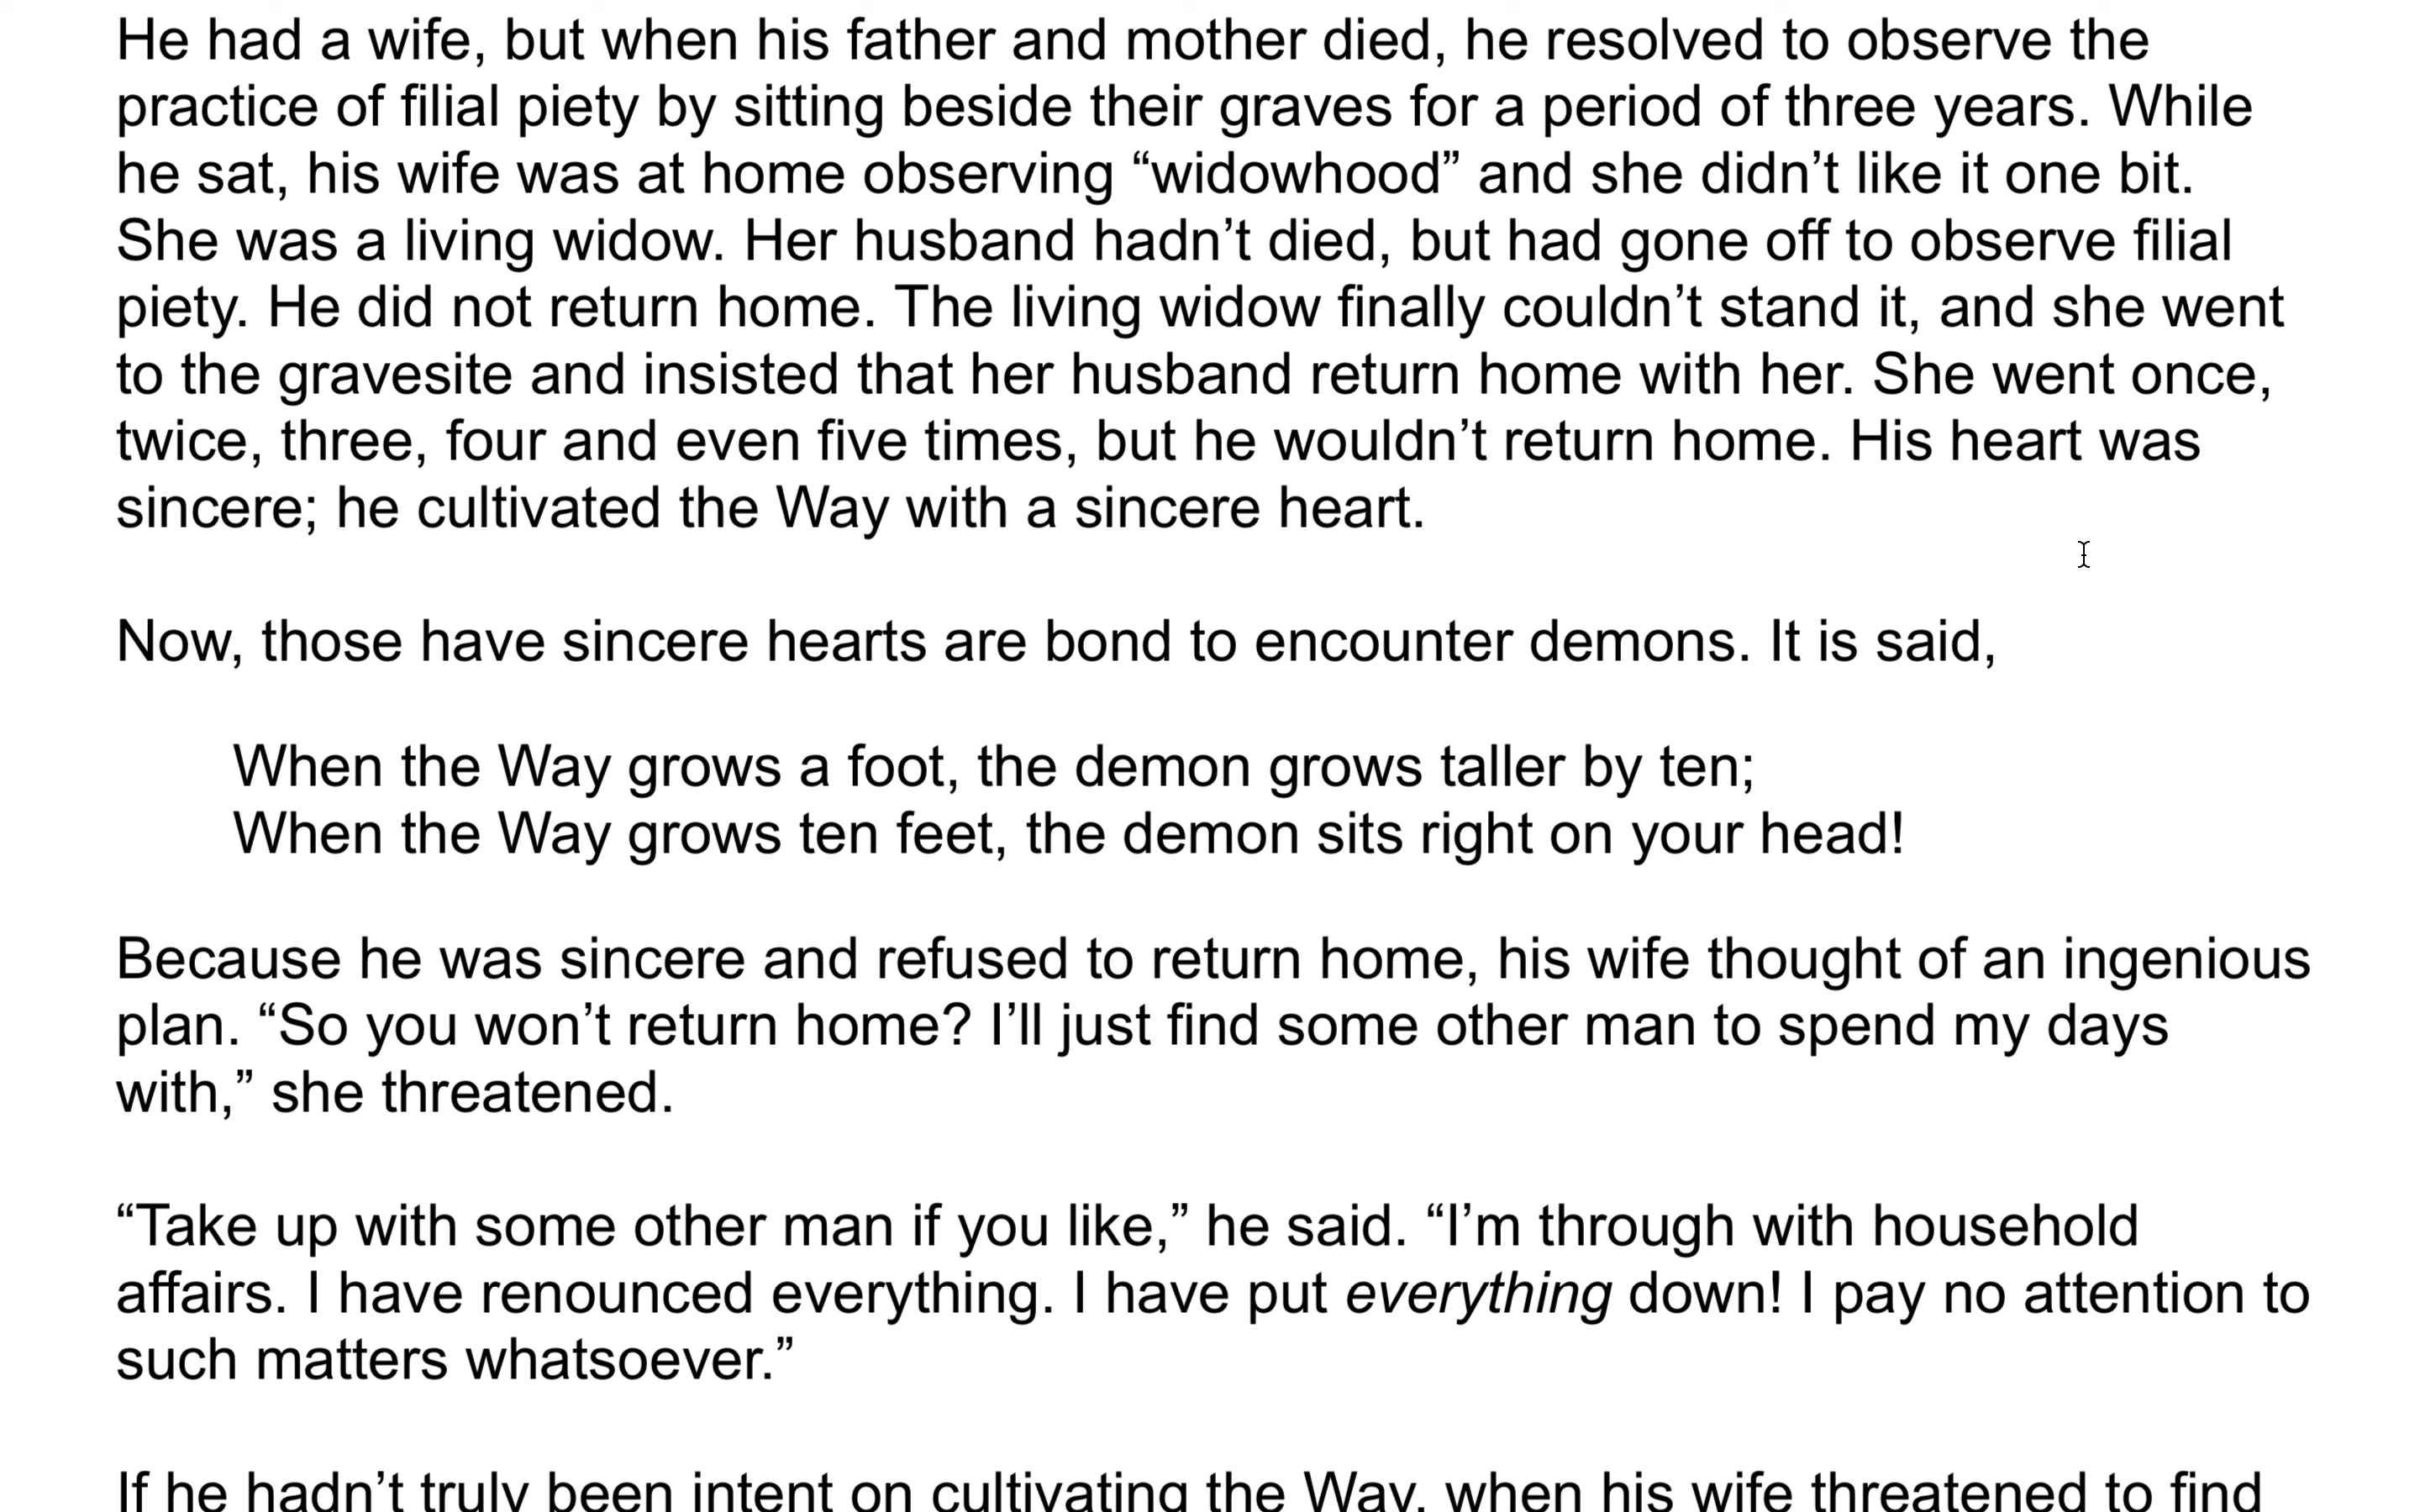 He had a wife, but when his father and mother died, he resolved to observe the
practice of filial piety by sitting beside their graves for a period of three years. While
he sat, his wife was at home observing “widowhood” and she didn’t like it one bit.
She was a living widow. Her husband hadn’t died, but had gone off to observe filial
piety. He did not return home. The living widow finally couldn’t stand it, and she went
to the gravesite and insisted that her husband return home with her. She went once,
twice, three, four and even five times, but he wouldn’t return home. His heart was
sincere; he cultivated the Way with a sincere heart.
Now, those have sincere hearts are bond to encounter demons. It is said,
When the Way grows a foot, the demon grows taller by ten;
When the Way grows ten feet, the demon sits right on your head!
Because he was sincere and refused to return home, his wife thought of an ingenious
plan. “So you won’t return home? I’ll just find some other man to spend my days
with,” she threatened.
“Take up with some other man if you like,” he said. “I’m through with household
affairs. I have renounced everything. I have put everything down! I pay no attention to
such matters whatsoever.”
If he hadn’t truly been intent on cultivating the Way, when his wife threatened to find